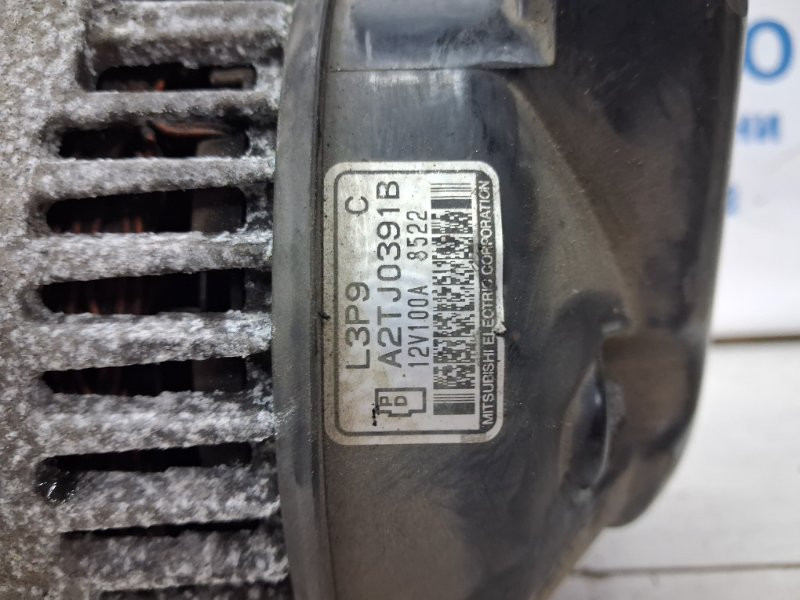 L3P9 C
A2TJ0391B
12V100A 8522
P
D
MITSUBISHI ELECTRIC CORPORATION